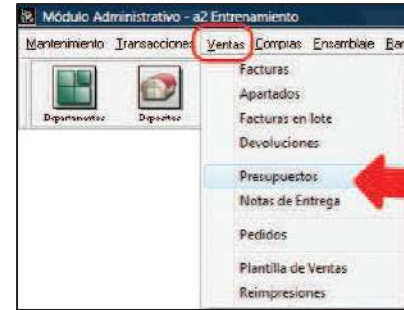 Módulo Administrativo - a2 Entrenamiento
Mantenimiento Transacciones Ventas Compras Ensamblaje Ban
Departamentos Depositos
Facturas
Apartados
Facturas en lote
Devoluciones
Presupuestos
Notas de Entrega
Pedidos
Plantilla de Ventas
Reimpresiones